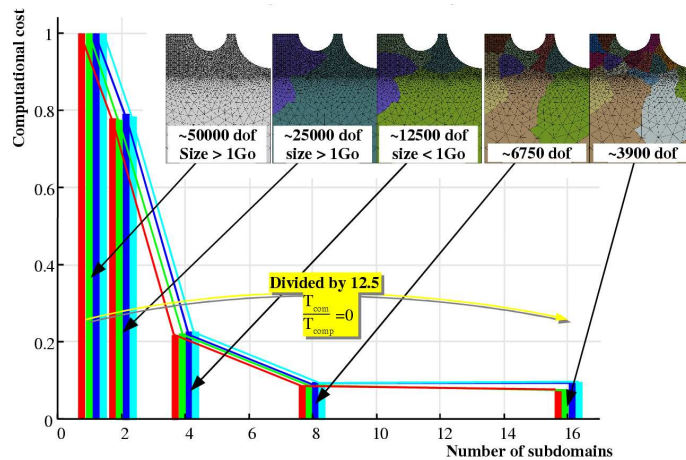 Computational cost
1
0.8
0.6
0.4
0.2
0
~50000 dof
Size > 1Go
~25000 dof
size > 1Go
~12500 dof
size < 1Go
~6750 dof
~3900 dof
Divided by 12.5
T com
T comp =0
0 2 4 6 8 10 12 14 16
Number of subdomains